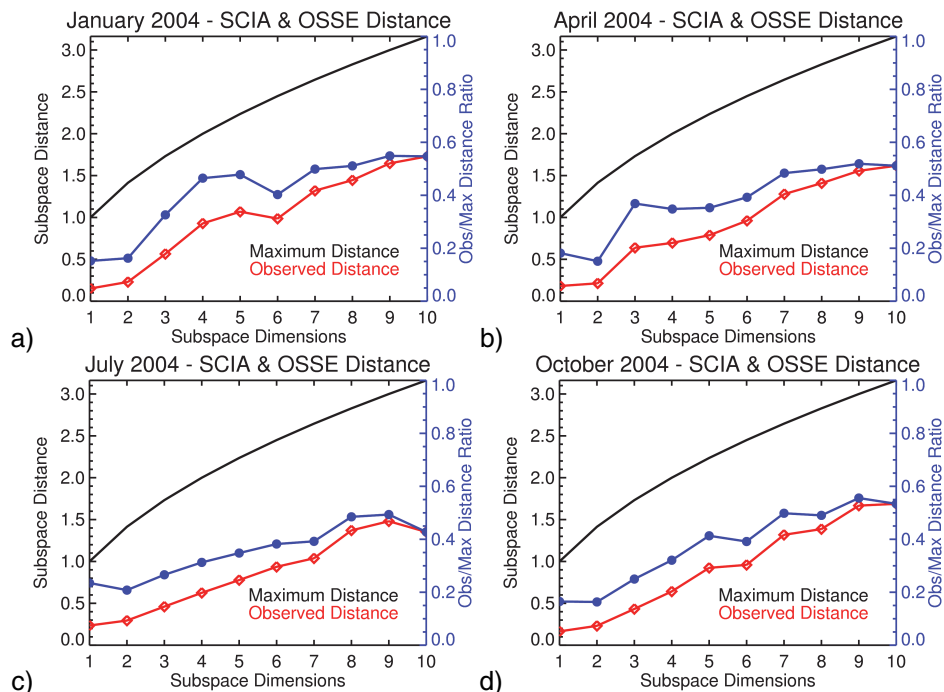 January 2004 - SCIA & OSSE Distance
3.0
2.5
2.0
1.5
1.0
0.5
0.0
Subspace Distance
1.0
0.8
0.6
0.4
0.2
0.0
Obs/Max Distance Ratio
Maximum Distance
Observed Distance
1 2 3 4 5 6 7 8 9 10
Subspace Dimensions
a)
April 2004 - SCIA & OSSE Distance
3.0
2.5
2.0
1.5
1.0
0.5
0.0
Subspace Distance
1.0
0.8
0.6
0.4
0.2
0.0
Obs/Max Distance Ratio
Maximum Distance
Observed Distance
1 2 3 4 5 6 7 8 9 10
Subspace Dimensions
b)
July 2004 - SCIA & OSSE Distance
3.0
2.5
2.0
1.5
1.0
0.5
0.0
Subspace Distance
1.0
0.8
0.6
0.4
0.2
0.0
Obs/Max Distance Ratio
Maximum Distance
Observed Distance
1 2 3 4 5 6 7 8 9 10
Subspace Dimensions
c)
October 2004 - SCIA & OSSE Distance
3.0
2.5
2.0
1.5
1.0
0.5
0.0
Subspace Distance
1.0
0.8
0.6
0.4
0.2
0.0
Obs/Max Distance Ratio
Maximum Distance
Observed Distance
1 2 3 4 5 6 7 8 9 10
Subspace Dimensions
d)